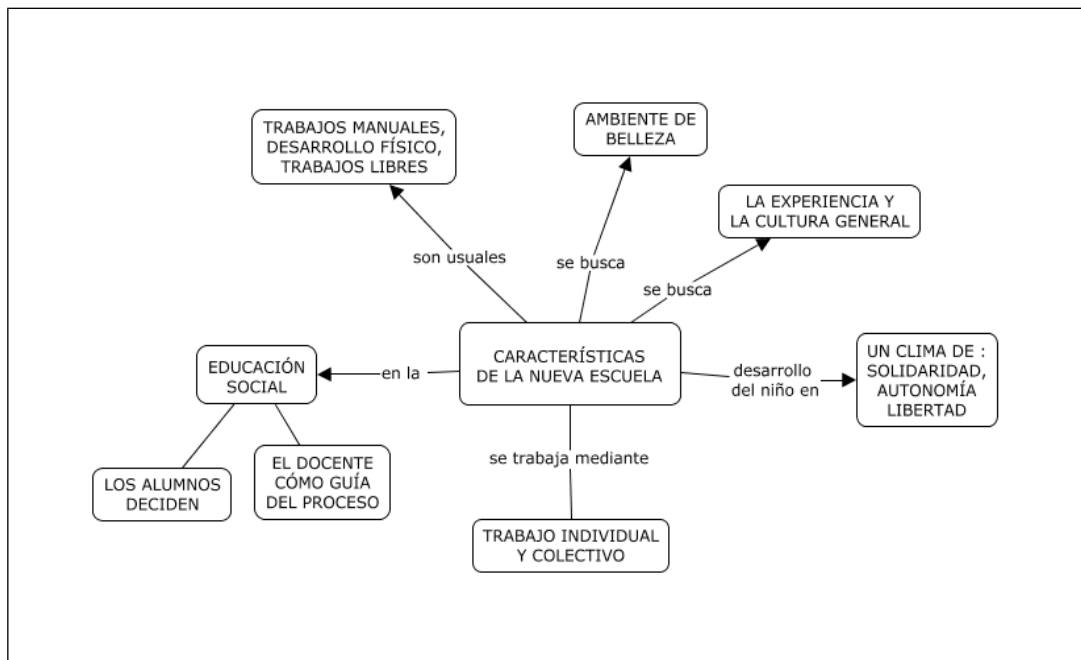 TRABAJOS MANUALES,
DESARROLLO FÍSICO,
TRABAJOS LIBRES
AMBIENTE DE
BELLEZA
LA EXPERIENCIA Y
LA CULTURA GENERAL
son usuales
se busca
se busca
CARACTERÍSTICAS
DE LA NUEVA ESCUELA
EDUCACIÓN
SOCIAL
en la
desarrollo
del niño en
UN CLIMA DE :
SOLIDARIDAD,
AUTONOMÍA
LIBERTAD
LOS ALUMNOS
DECIDEN
EL DOCENTE
CÓMO GUÍA
DEL PROCESO
se trabaja mediante
TRABAJO INDIVIDUAL
Y COLECTIVO